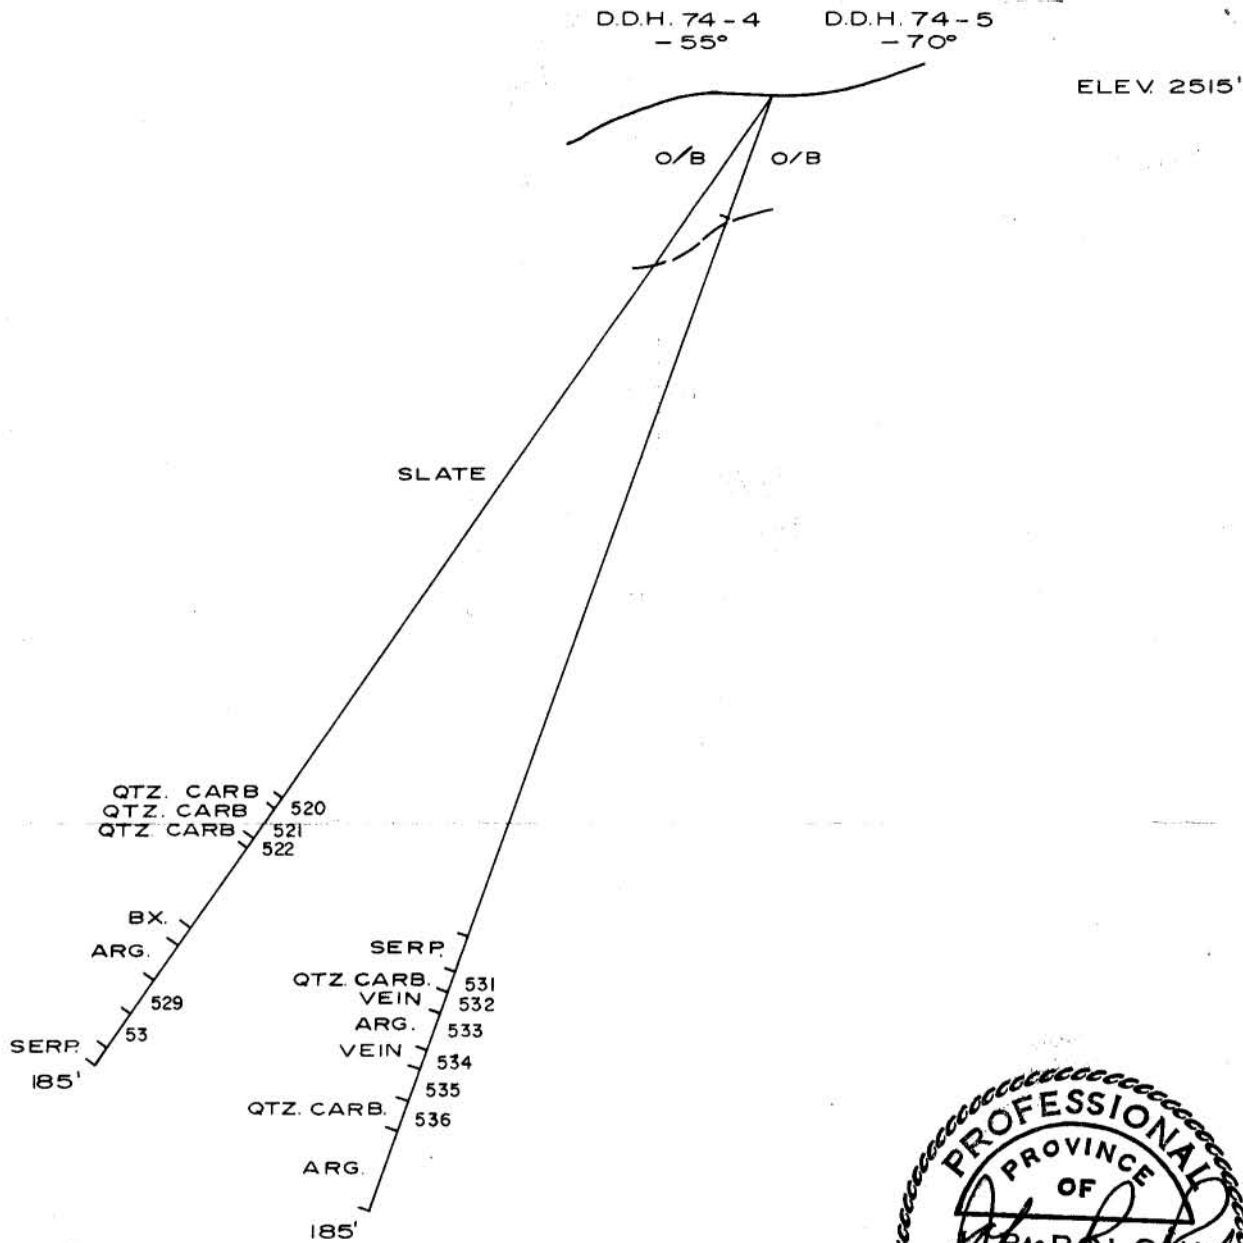 D.D.H. 74-4
-55°
D.D.H. 74-5
-70°
ELEV. 2515'
O/B
O/B
SLATE
QTZ. CARB
QTZ. CARB
QTZ. CARB
520
521
522
BX.
ARG.
529
53
SERP.
185'
SERP.
QTZ. CARB.
VEIN
ARG.
VEIN
QTZ. CARB.
ARG.
531
532
533
534
535
536
185'
PROFESSIONAL
PROVINCE
OF